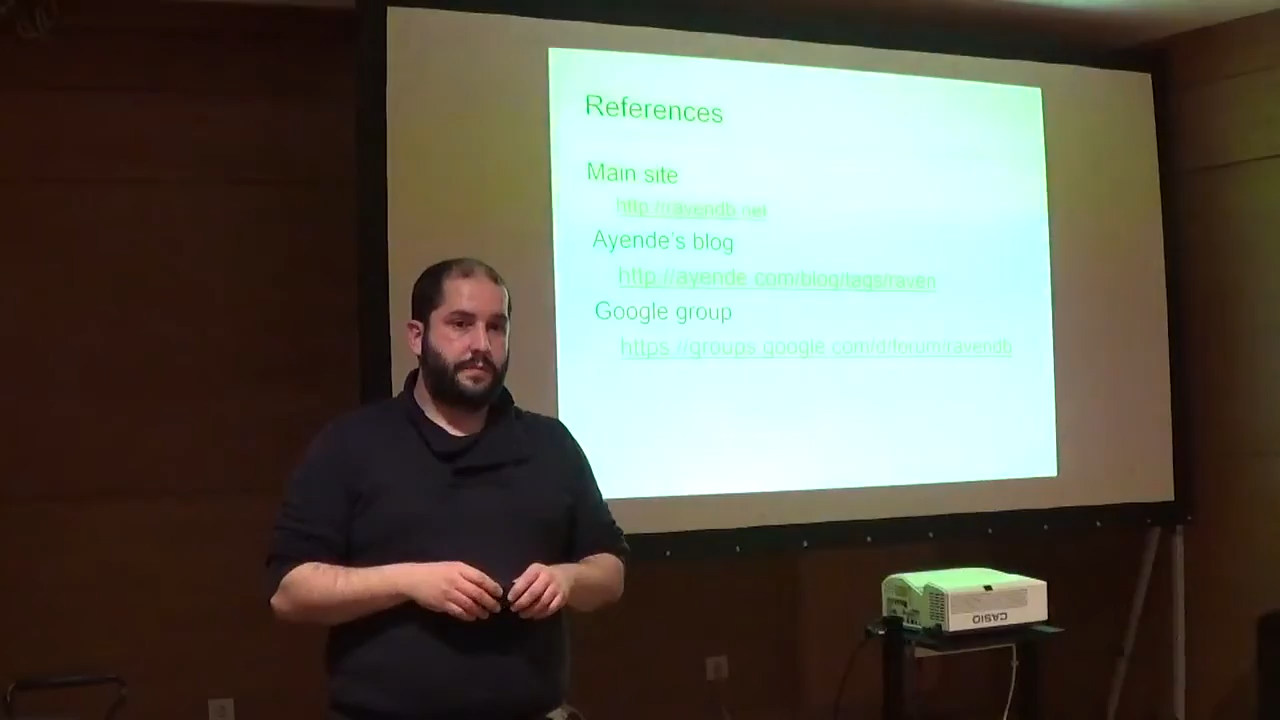 References
Main site
http://ravendb.net
Ayende's blog
http://ayende.com/blog/tags/raven
Google group
https://groups.google.com/d/forum/ravendb
CASIO